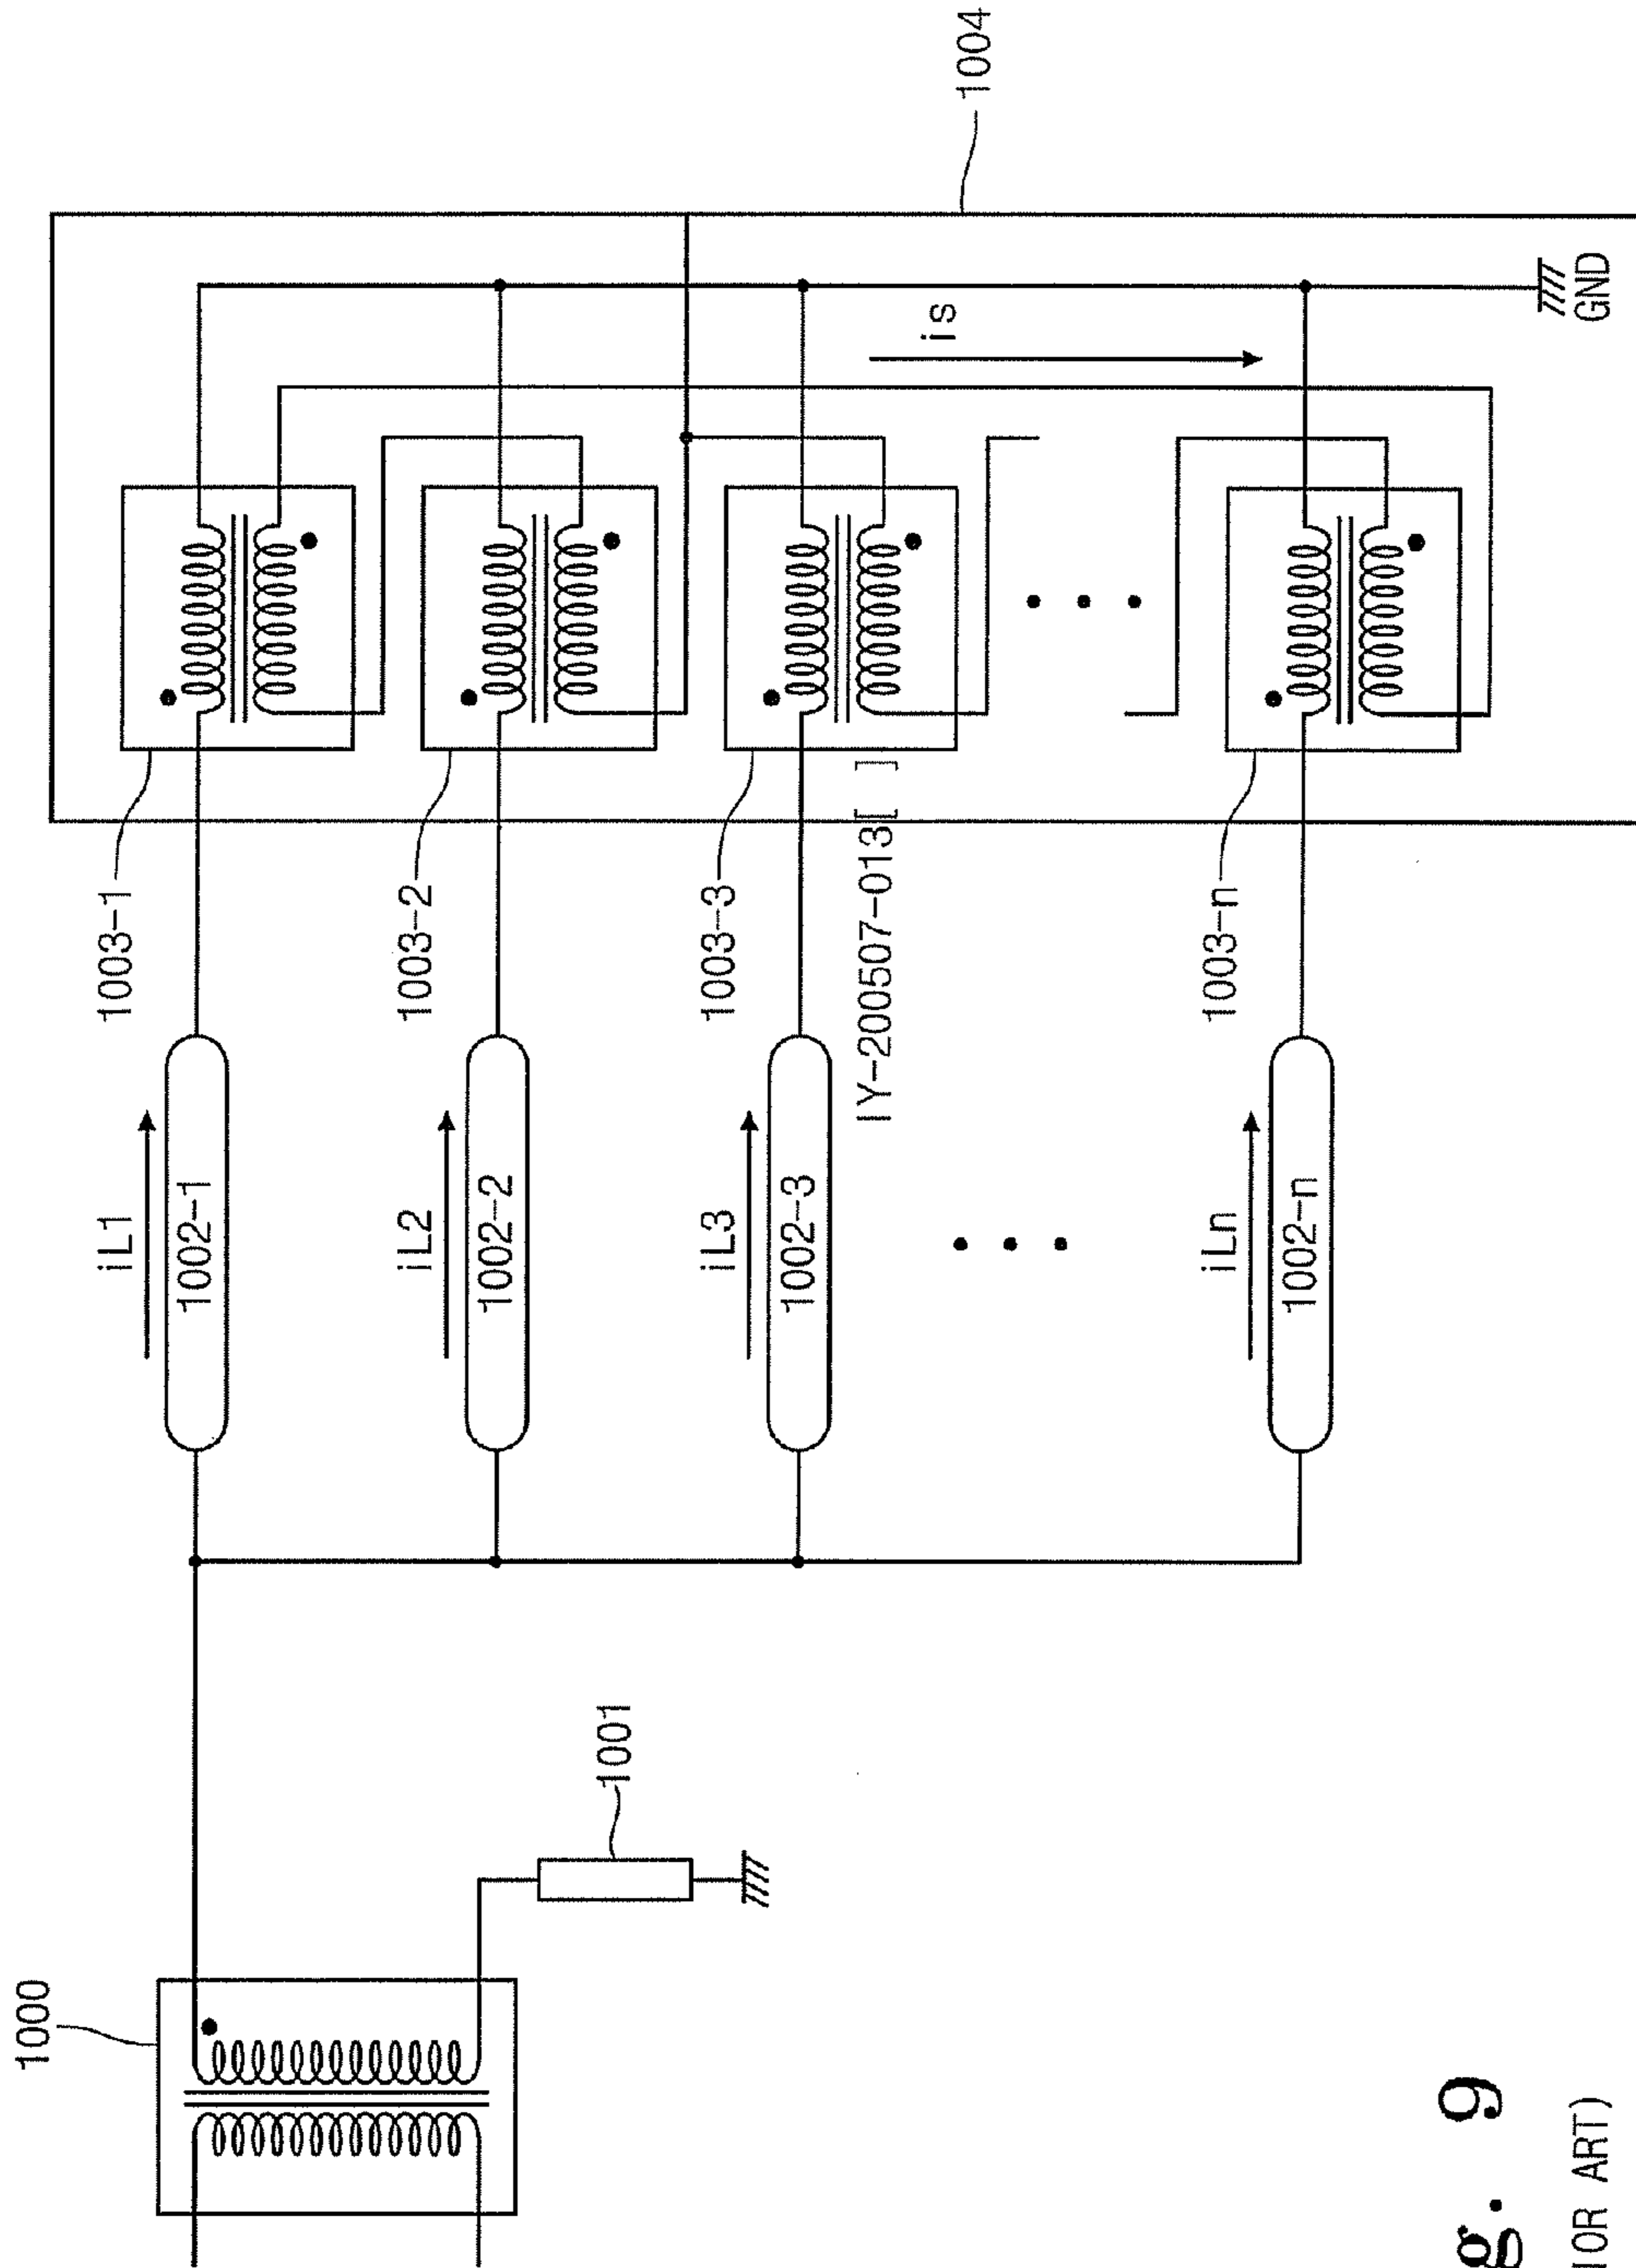 1000
1001
iL1
1002-1
iL2
1002-2
iL3
1002-3
iLn
1002-n
1003-1
1003-2
1003-3
IY-200507-013[ ]
1003-n
is
GND
1004
g. 9
IOR ART)